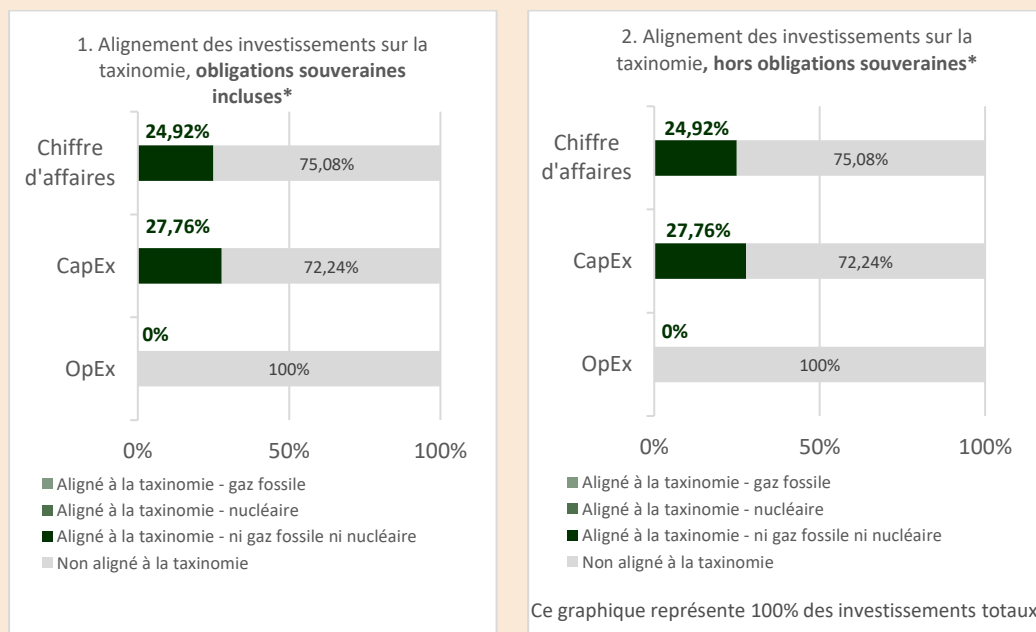 1. Alignement des investissements sur la
taxinomie, obligations souveraines
incluses*
24,92%
Chiffre
d'affaires
75,08%
27,76%
CapEx
72,24%
0%
OpEx
100%
0%
50%
100%
Aligné à la taxinomie - gaz fossile
Aligné à la taxinomie - nucléaire
Aligné à la taxinomie - ni gaz fossile ni nucléaire
Non aligné à la taxinomie
2. Alignement des investissements sur la
taxinomie, hors obligations souveraines*
24,92%
Chiffre
d'affaires
75,08%
27,76%
CapEx
72,24%
0%
OpEx
100%
0%
50%
100%
Aligné à la taxinomie - gaz fossile
Aligné à la taxinomie - nucléaire
Aligné à la taxinomie - ni gaz fossile ni nucléaire
Non aligné à la taxinomie
Ce graphique représente 100% des investissements totaux